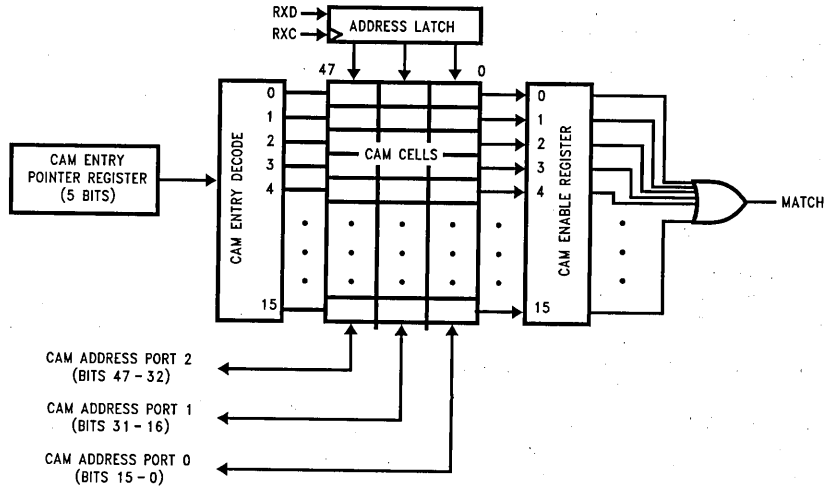 RXD
RXC
ADDRESS LATCH
47
0
CAM ENTRY
POINTER REGISTER
(5 BITS)
CAM ENTRY DECODE
0
1
2
3
4
15
CAM CELLS
CAM ENABLE REGISTER
0
1
2
3
4
15
MATCH
CAM ADDRESS PORT 2
(BITS 47-32)
CAM ADDRESS PORT 1
(BITS 31-16)
CAM ADDRESS PORT 0
(BITS 15-0)